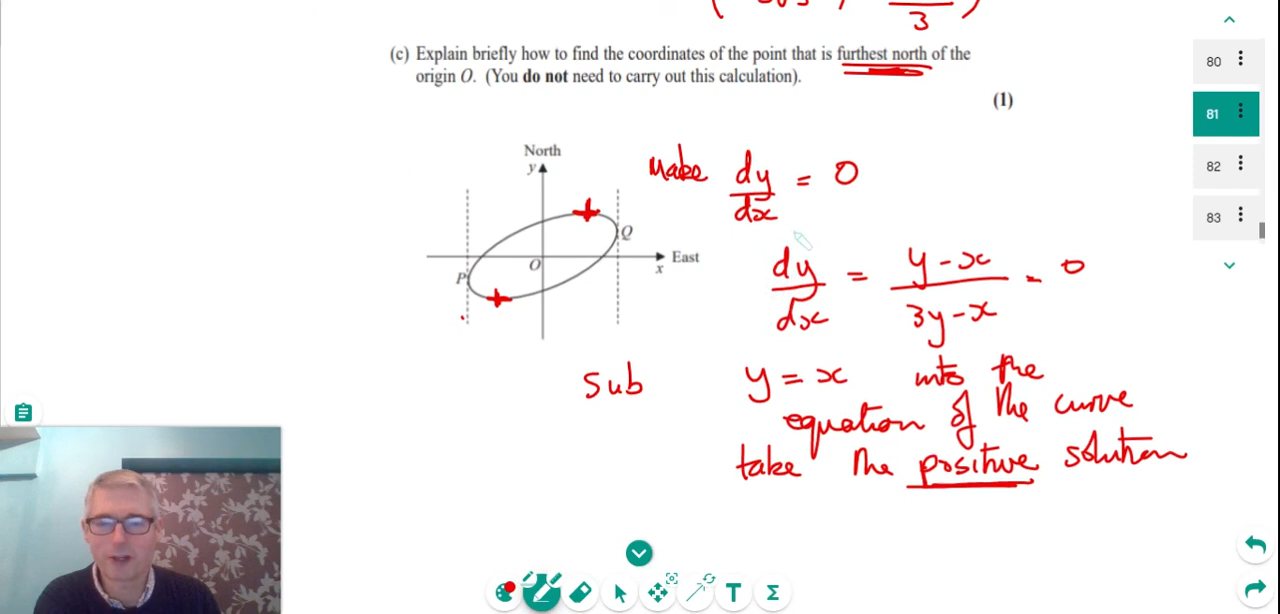 3
(c) Explain briefly how to find the coordinates of the point that is furthest north of the
origin O. (You do not need to carry out this calculation).
(1)
North
y
Make dy/dx = 0
Q
East
O
x
P
dy/dx = y-x/3y-x = 0
sub y = x into the
equation of the curve
take the positive solution
80
81
82
83
T
Σ